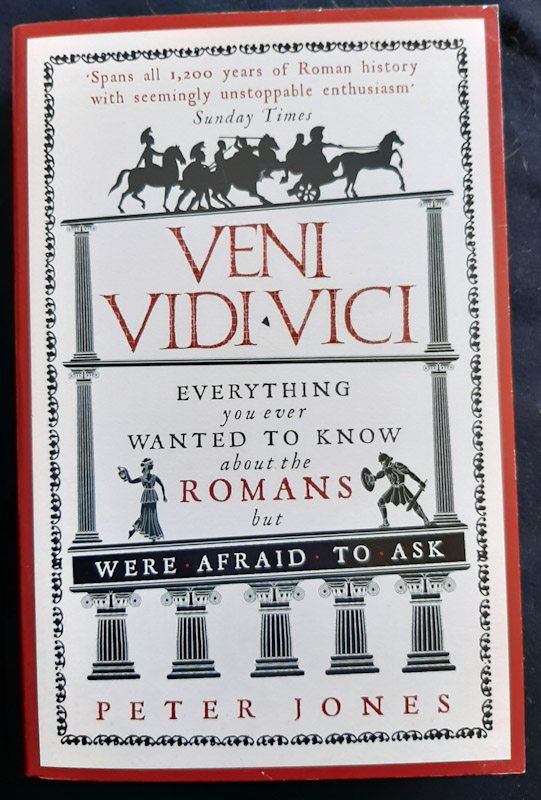 'Spans all 1,200 years of Roman history
with seemingly unstoppable enthusiasm'
Sunday Times
VENI
VIDI · VICI
EVERYTHING
you ever
WANTED TO KNOW
about the
ROMANS
but
WERE · AFRAID · TO · ASK
PETER JONES